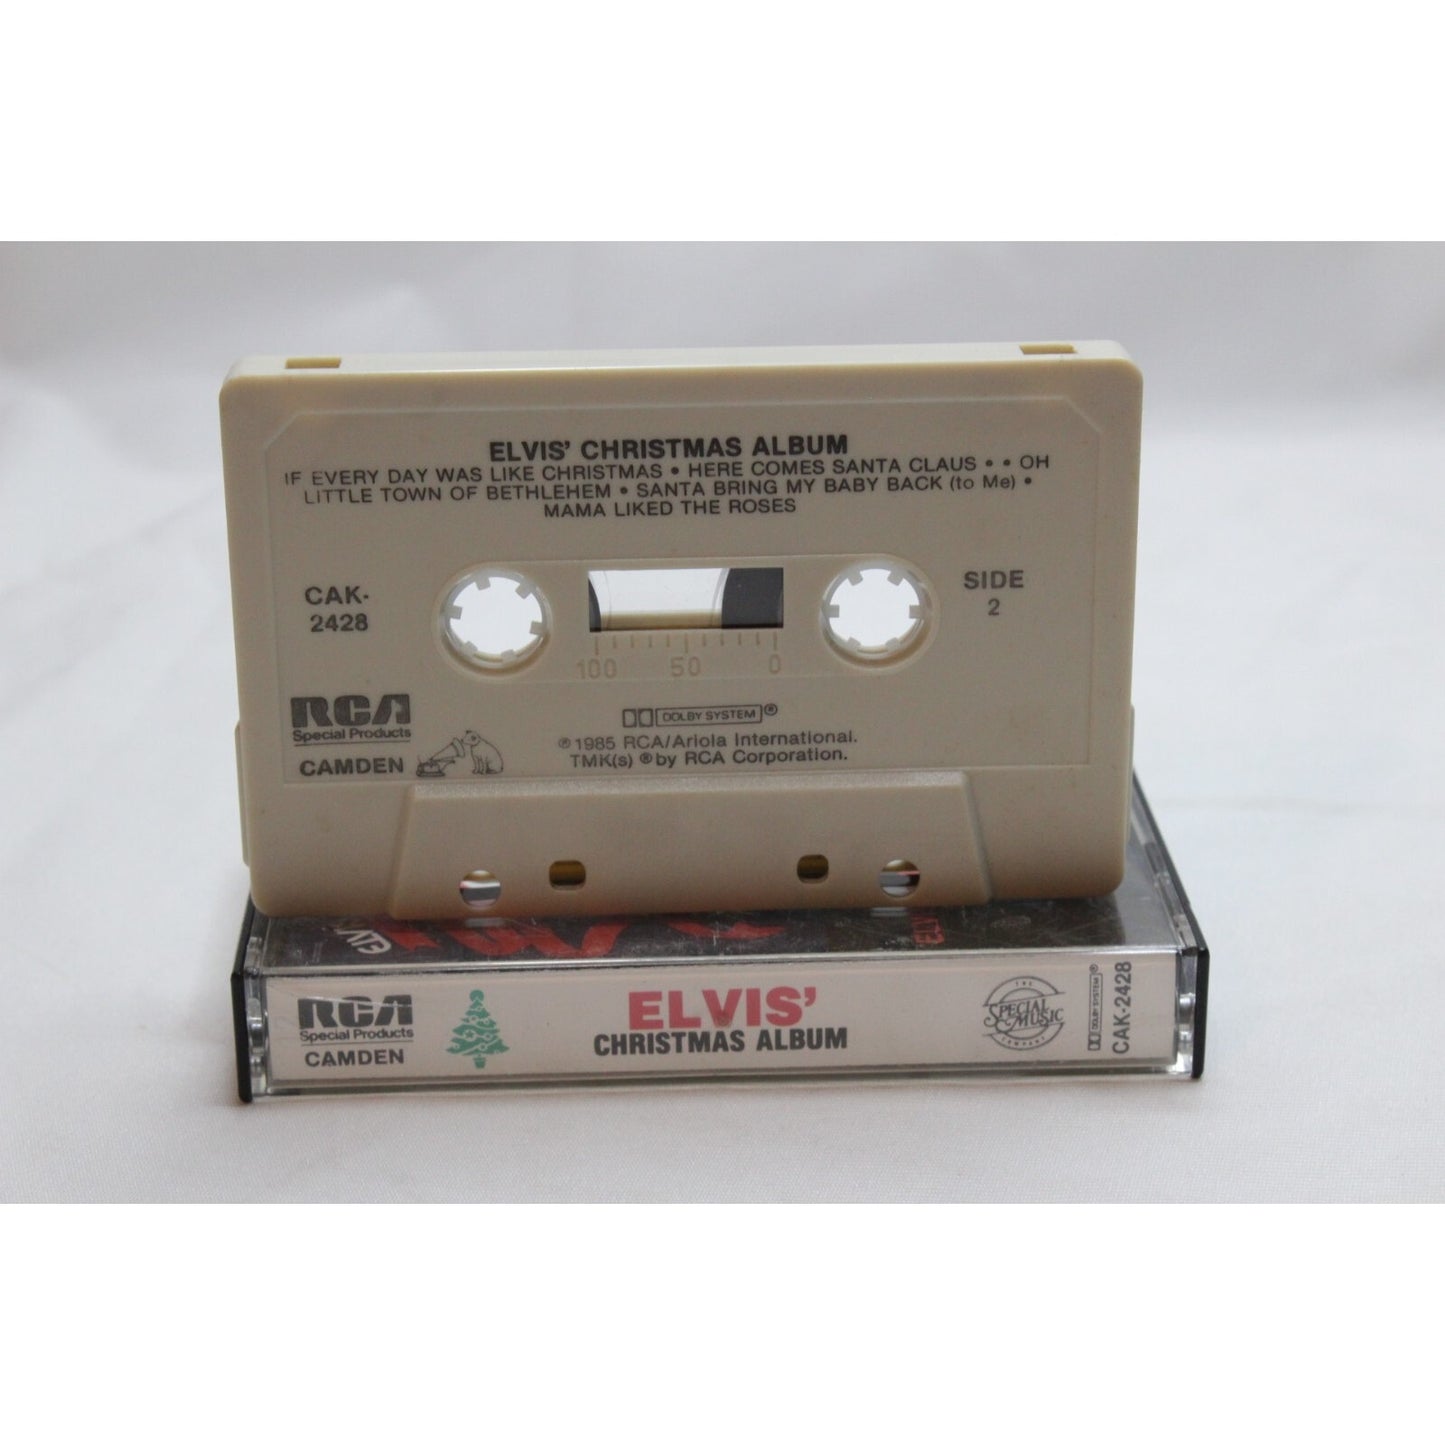 ELVIS' CHRISTMAS ALBUM
IF EVERY DAY WAS LIKE CHRISTMAS • HERE COMES SANTA CLAUS • • OH
LITTLE TOWN OF BETHLEHEM • SANTA BRING MY BABY BACK (to Me) •
MAMA LIKED THE ROSES
CAK-
2428
SIDE
2
100 50 0
RCA
Special Products
CAMDEN
DOLBY SYSTEM ®
℗ 1985 RCA/Ariola International.
TMK(s) ® by RCA Corporation.
RCA
Special Products
CAMDEN
ELVIS'
CHRISTMAS ALBUM
THE
SPECIAL
MUSIC
COMPANY
DOLBY SYSTEM ®
CAK-2428